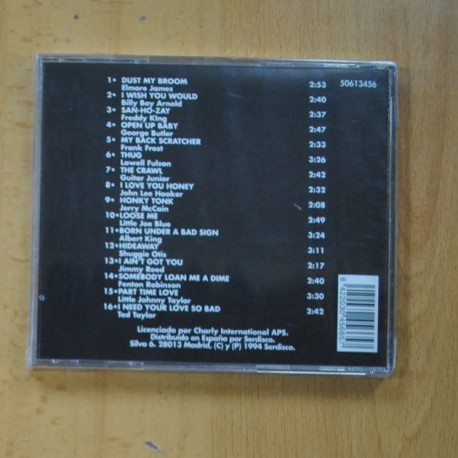 1• DUST MY BROOM
Elmore James 2:53 50613456
2• I WISH YOU WOULD
Billy Boy Arnold 2:40
3• SAN-HO-ZAY
Freddy King 2:37
4• OPEN UP BABY
George Butler 2:47
5• MY BACK SCRATCHER
Frank Frost 2:33
6• THUG
Lowell Fulson 3:26
7• THE CRAWL
Guitar Junior 2:42
8• I LOVE YOU HONEY
John Lee Hooker 2:32
9• HONKY TONK
Jerry McCain 2:08
10• LOOSE ME
Little Joe Blue 2:49
11• BORN UNDER A BAD SIGN
Albert King 3:24
12• HIDEAWAY
Shuggie Otis 3:11
13• I AIN'T GOT YOU
Jimmy Reed 2:17
14• SOMEBODY LOAN ME A DIME
Fenton Robinson 2:40
15• PART TIME LOVE
Little Johnny Taylor 3:30
16• I NEED YOUR LOVE SO BAD
Ted Taylor 2:42
Licenciado por Charly International APS.
Distribuido en España por Serdisco.
Silva 6. 28013 Madrid, (C) y (P) 1994 Serdisco.